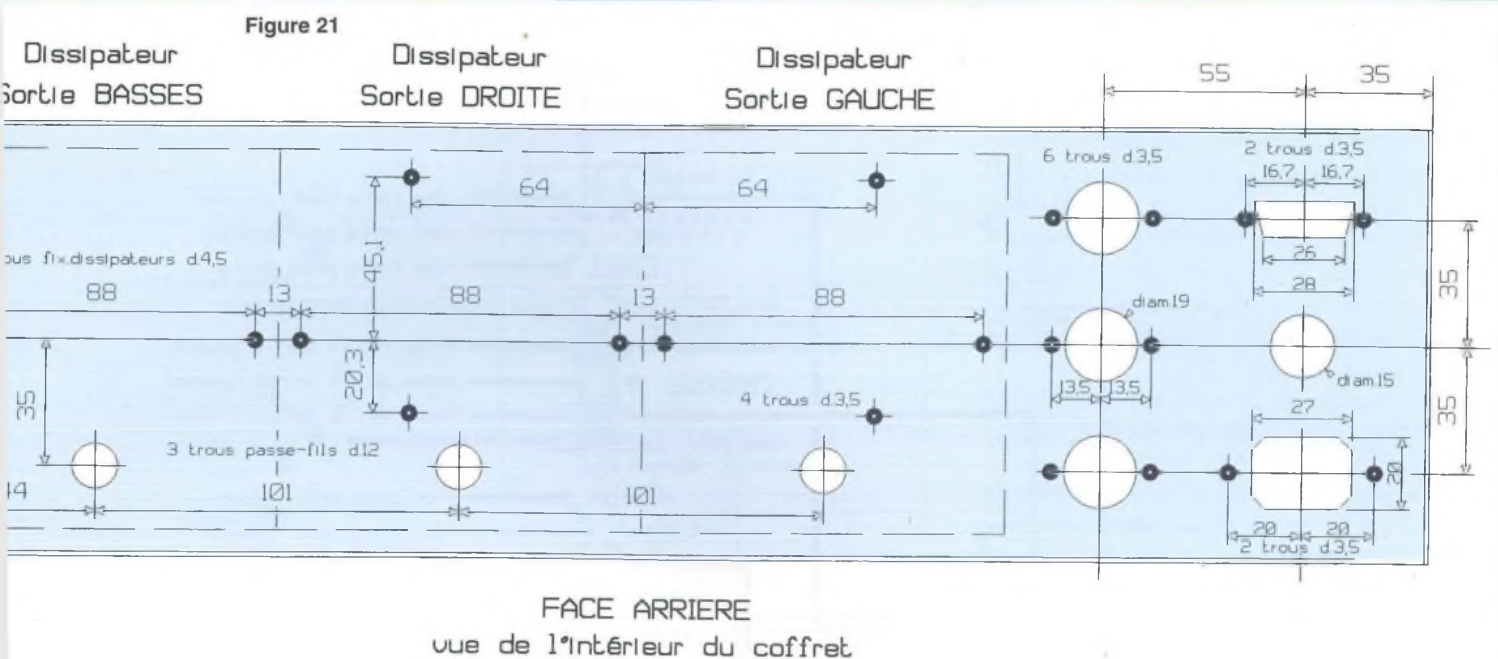 Figure 21
Dissipateur
Sortie BASSES
Dissipateur
Sortie DROITE
Dissipateur
Sortie GAUCHE
55
35
6 trous d.3,5
2 trous d.3,5
16,7
16,7
64
64
45,1
fix.dissipateurs d.4,5
26
28
35
88
13
88
13
88
diam.19
20,3
35
13,5
13,5
diam.15
4 trous d.3,5
27
35
3 trous passe-fils d.12
20
101
101
20
20
2 trous d.3,5
FACE ARRIERE
vue de l'intérieur du coffret